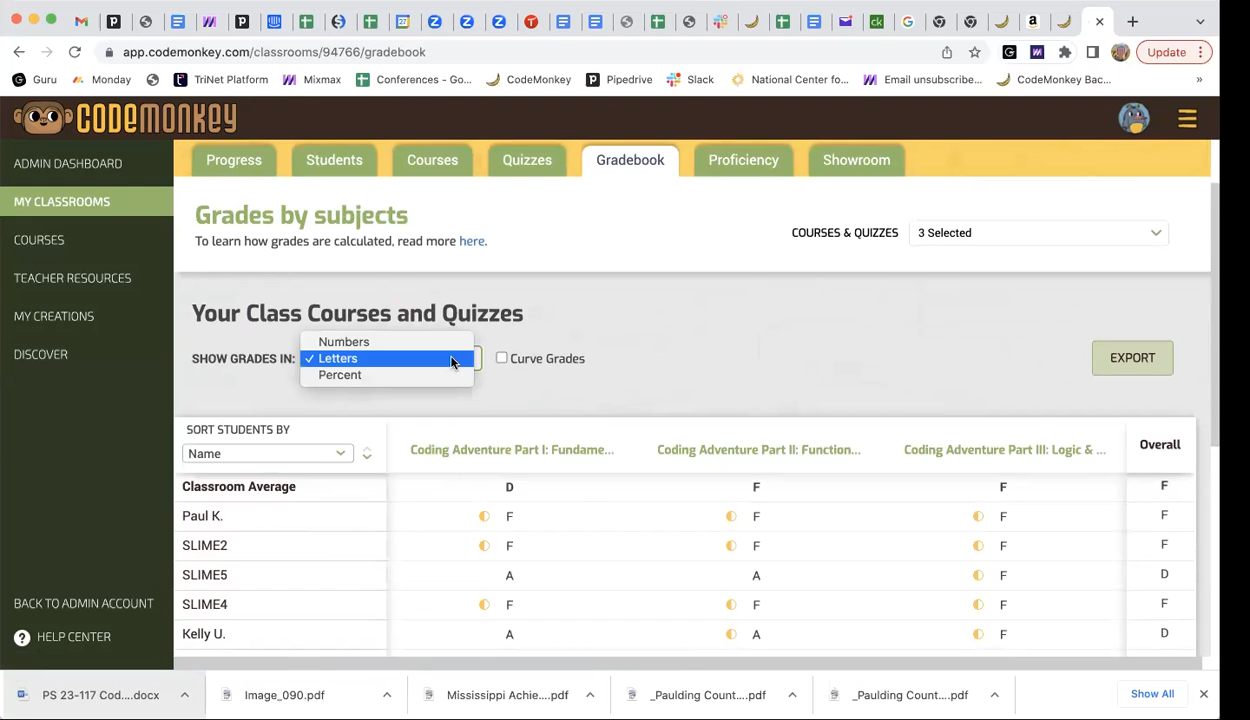 app.codemonkey.com/classrooms/94766/gradebook
Update
Guru
Monday
TriNet Platform
Mixmax
Conferences - Go...
CodeMonkey
Pipedrive
Slack
National Center fo...
Email unsubscribe...
CodeMonkey Bac...
»
CODEMONKEY
ADMIN DASHBOARD
MY CLASSROOMS
COURSES
TEACHER RESOURCES
MY CREATIONS
DISCOVER
BACK TO ADMIN ACCOUNT
? HELP CENTER
Progress
Students
Courses
Quizzes
Gradebook
Proficiency
Showroom
Grades by subjects
To learn how grades are calculated, read more here.
COURSES & QUIZZES
3 Selected
Your Class Courses and Quizzes
SHOW GRADES IN:
Numbers
✓ Letters
Percent
Curve Grades
EXPORT
SORT STUDENTS BY
Name
Coding Adventure Part I: Fundame...
Coding Adventure Part II: Function...
Coding Adventure Part III: Logic & ...
Overall
Classroom Average D F F F
Paul K. F F F F
SLIME2 F F F F
SLIME5 A A F D
SLIME4 F F F F
Kelly U. A A F D
PS 23-117 Cod....docx
Image_090.pdf
Mississippi Achie....pdf
_Paulding Count....pdf
_Paulding Count....pdf
Show All